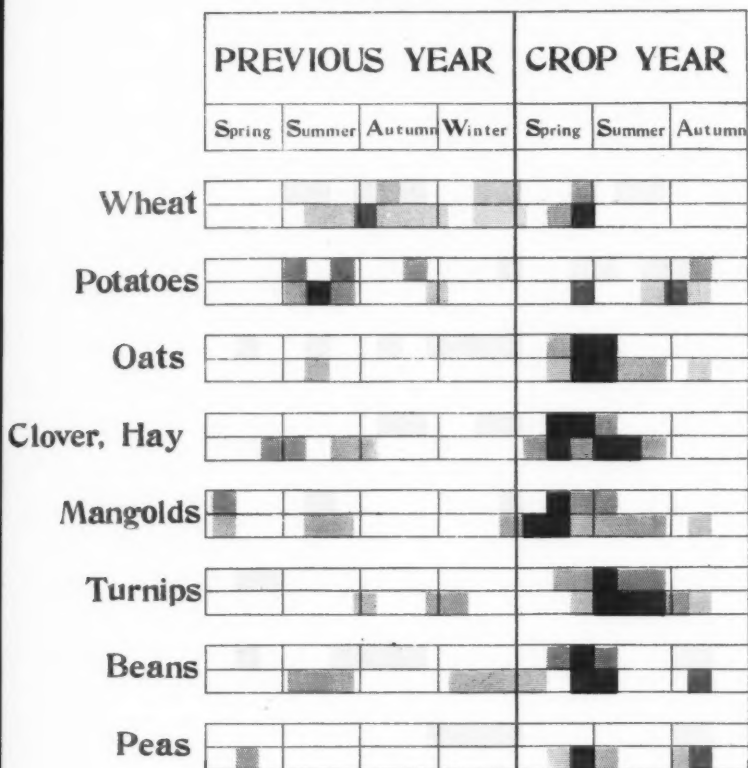 PREVIOUS YEAR CROP YEAR
Spring Summer Autumn Winter Spring Summer Autumn
Wheat
Potatoes
Oats
Clover, Hay
Mangolds
Turnips
Beans
Peas